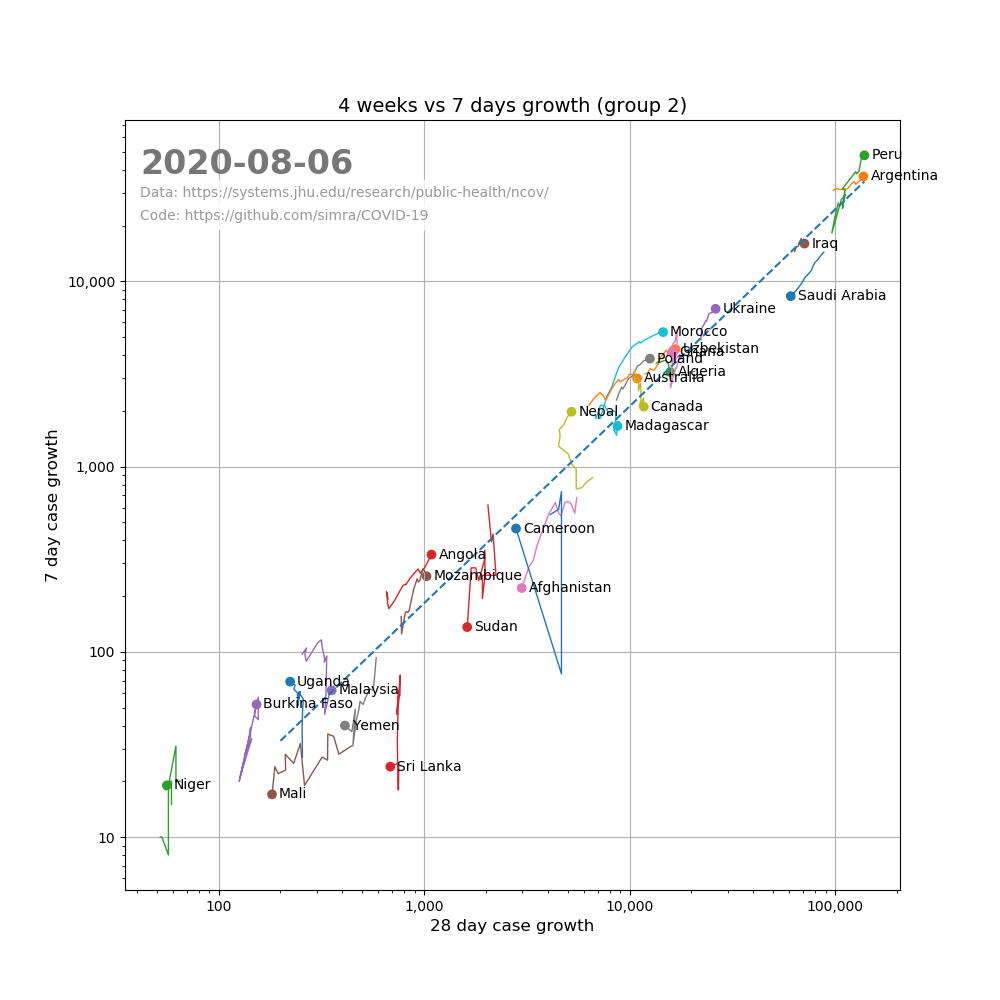 4 weeks vs 7 days growth (group 2)
2020-08-06
Data: https://systems.jhu.edu/research/public-health/ncov/
Code: https://github.com/simra/COVID-19
Peru
Argentina
Iraq
Saudi Arabia
Ukraine
Morocco
Uzbekistan
Ghana
Poland
Algeria
Australia
Canada
Nepal
Madagascar
Cameroon
Angola
Mozambique
Afghanistan
Sudan
Uganda
Malaysia
Burkina Faso
Yemen
Sri Lanka
Niger
Mali
10,000
1,000
100
10
7 day case growth
100
1,000
10,000
100,000
28 day case growth